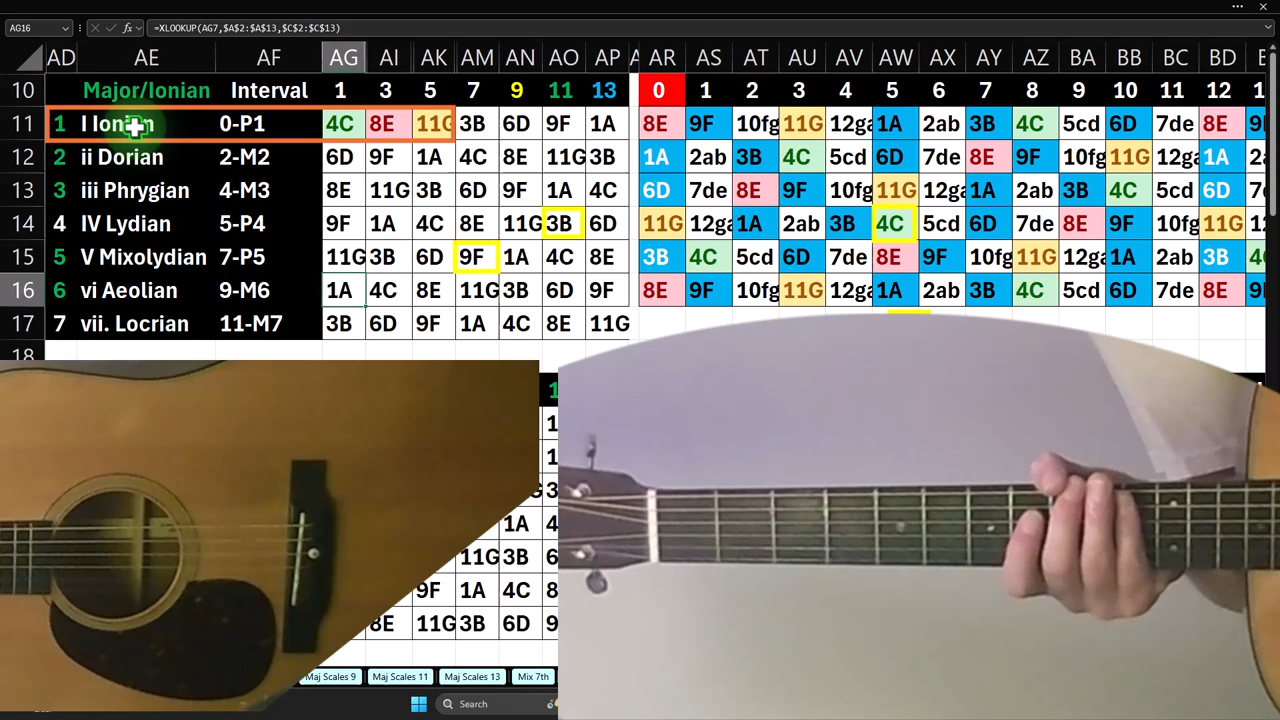 AG16 fx =XLOOKUP(AG7,$A$2:$A$13,$C$2:$C$13)
AD AE AF AG AI AK AM AN AO AP AR AS AT AU AV AW AX AY AZ BA BB BC BD
10 Major/Ionian Interval 1 3 5 7 9 11 13 0 1 2 3 4 5 6 7 8 9 10 11 12
11 1 I Ionian 0-P1 4C 8E 11G 3B 6D 9F 1A 8E 9F 10fg 11G 12ga 1A 2ab 3B 4C 5cd 6D 7de 8E
12 2 ii Dorian 2-M2 6D 9F 1A 4C 8E 11G 3B 1A 2ab 3B 4C 5cd 6D 7de 8E 9F 10fg 11G 12ga 1A
13 3 iii Phrygian 4-M3 8E 11G 3B 6D 9F 1A 4C 6D 7de 8E 9F 10fg 11G 12ga 1A 2ab 3B 4C 5cd 6D
14 4 IV Lydian 5-P4 9F 1A 4C 8E 11G 3B 6D 11G 12ga 1A 2ab 3B 4C 5cd 6D 7de 8E 9F 10fg 11G
15 5 V Mixolydian 7-P5 11G 3B 6D 9F 1A 4C 8E 3B 4C 5cd 6D 7de 8E 9F 10fg 11G 12ga 1A 2ab 3B
16 6 vi Aeolian 9-M6 1A 4C 8E 11G 3B 6D 9F 8E 9F 10fg 11G 12ga 1A 2ab 3B 4C 5cd 6D 7de 8E
17 7 vii. Locrian 11-M7 3B 6D 9F 1A 4C 8E 11G
18
1A
11G 3B
9F 1A 4C
8E 11G 3B 6D
Maj Scales 9 Maj Scales 11 Maj Scales 13 Mix 7th
Search